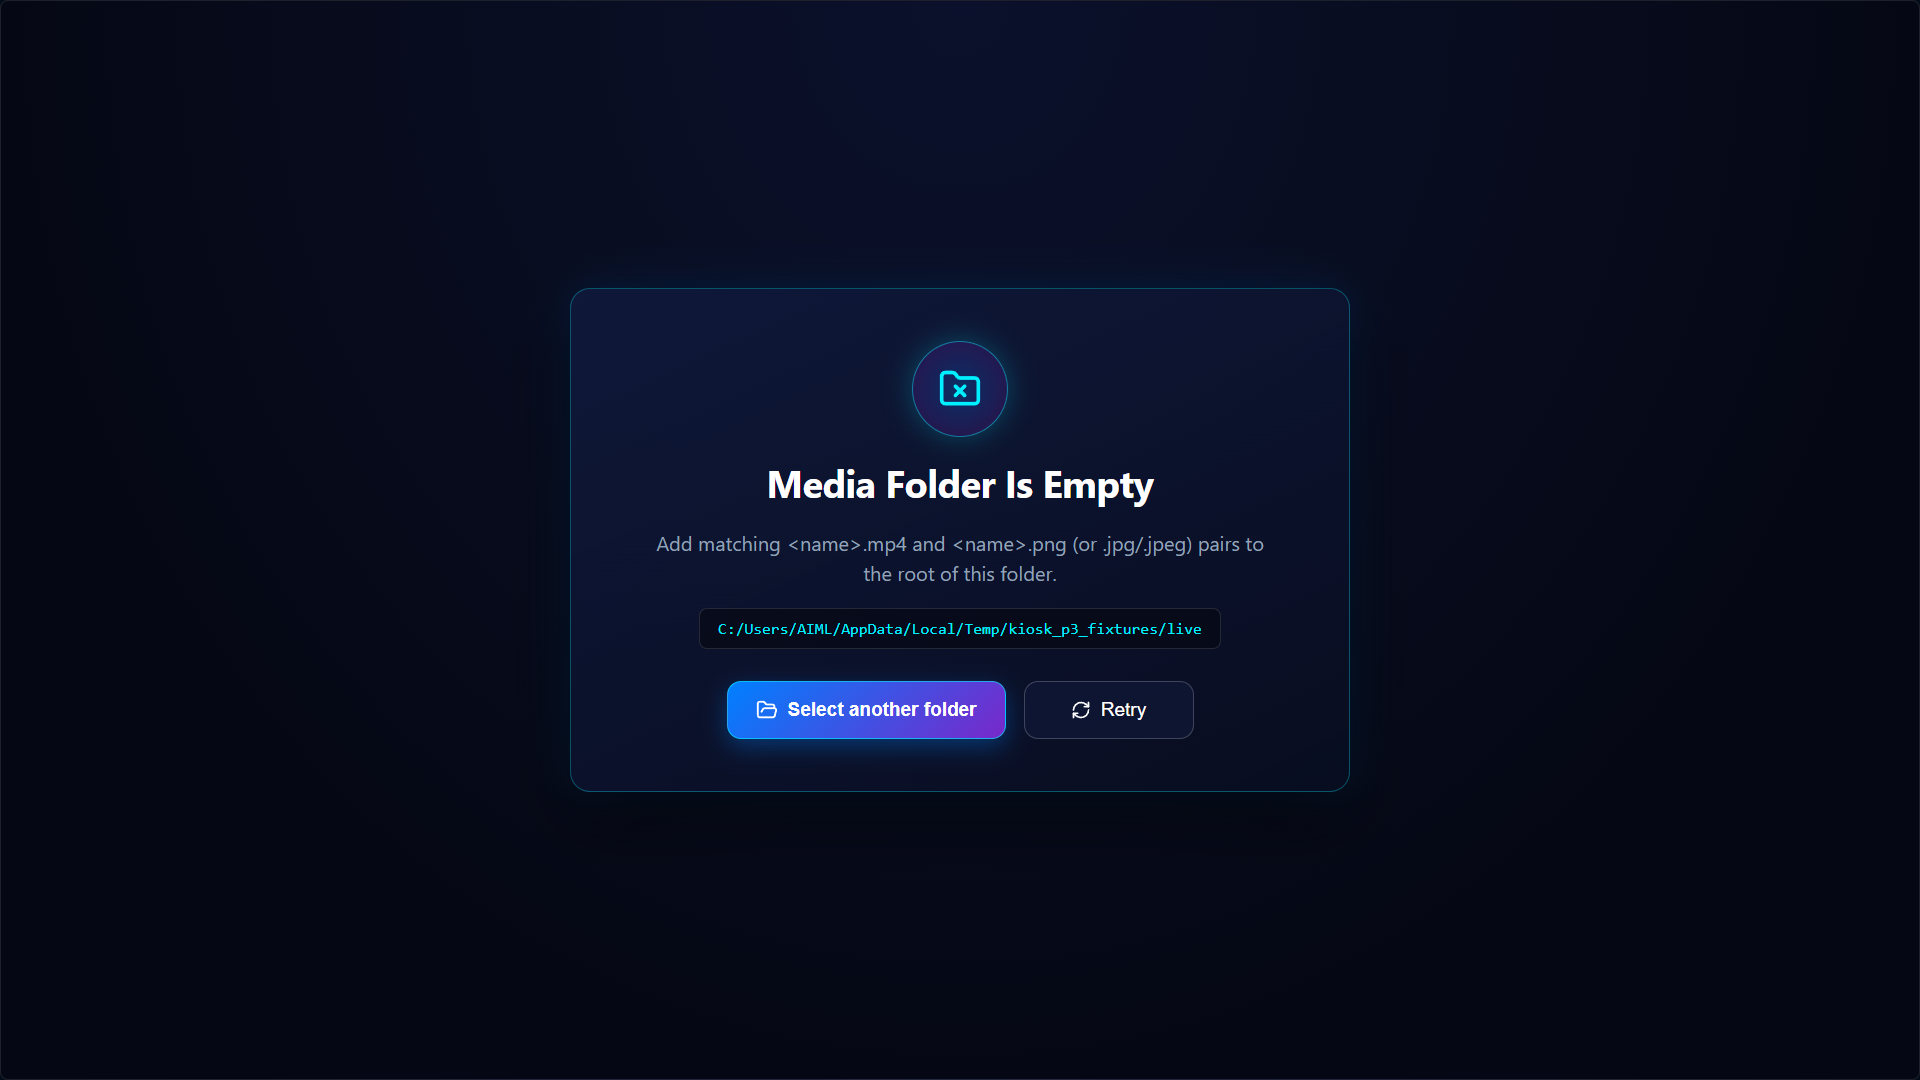 Media Folder Is Empty
Add matching <name>.mp4 and <name>.png (or .jpg/.jpeg) pairs to
the root of this folder.
C:/Users/AIML/AppData/Local/Temp/kiosk_p3_fixtures/live
Select another folder
Retry